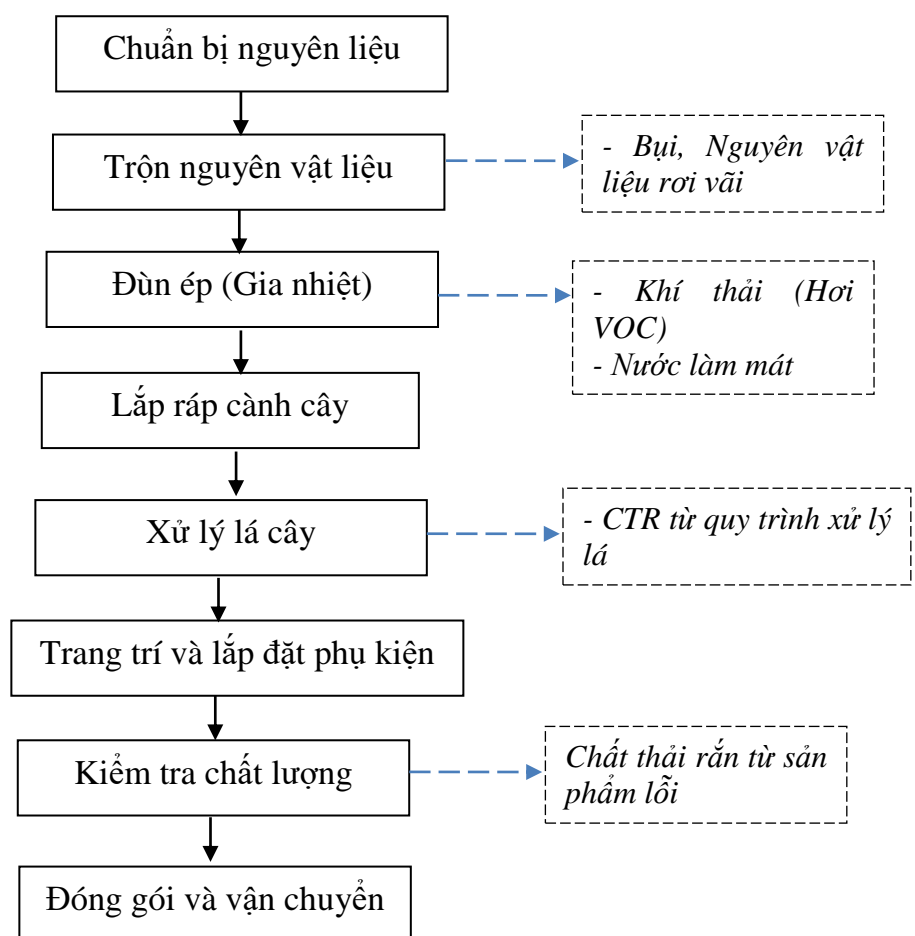 Chuẩn bị nguyên liệu
Trộn nguyên vật liệu
- Bụi, Nguyên vật
liệu rơi vãi
Đùn ép (Gia nhiệt)
- Khí thải (Hơi
VOC)
- Nước làm mát
Lắp ráp cành cây
Xử lý lá cây
- CTR từ quy trình xử lý
lá
Trang trí và lắp đặt phụ kiện
Kiểm tra chất lượng
Chất thải rắn từ sản
phẩm lỗi
Đóng gói và vận chuyển